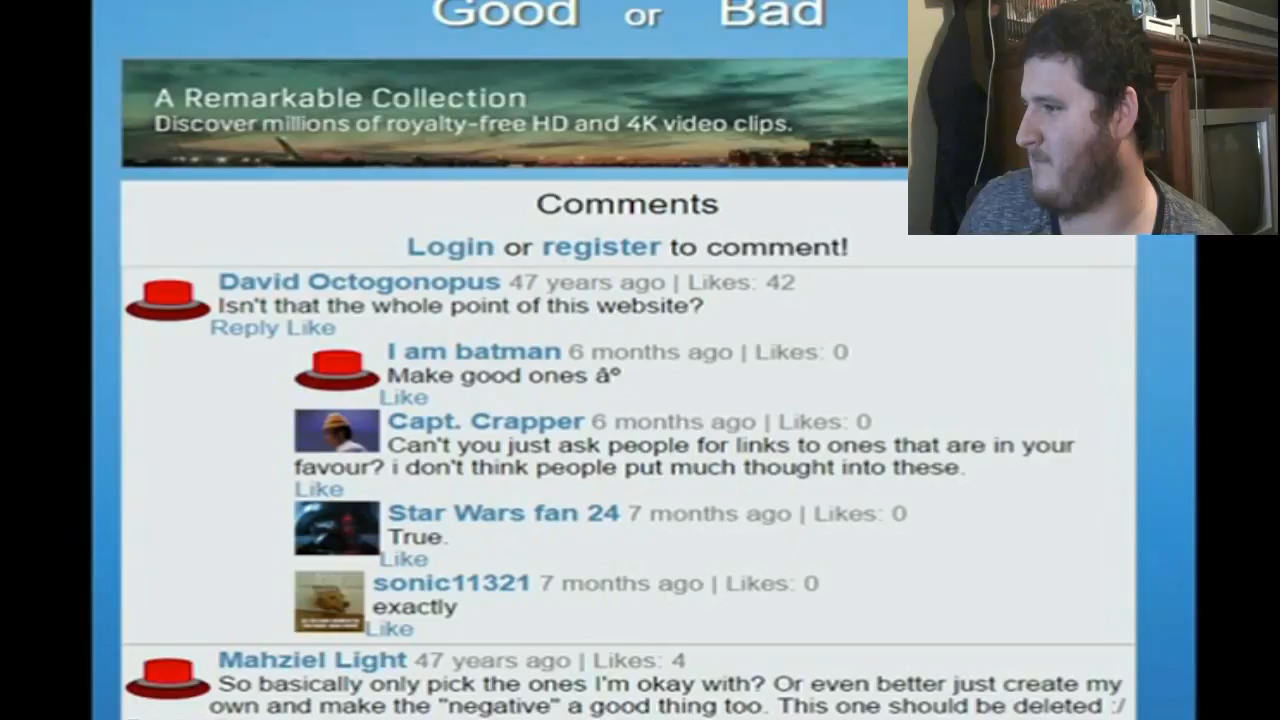 Good or Bad
A Remarkable Collection
Discover millions of royalty-free HD and 4K video clips.
Comments
Login or register to comment!
David Octogonopus 47 years ago | Likes: 42
Isn't that the whole point of this website?
Reply Like
I am batman 6 months ago | Likes: 0
Make good ones âº
Like
Capt. Crapper 6 months ago | Likes: 0
Can't you just ask people for links to ones that are in your
favour? i don't think people put much thought into these.
Like
Star Wars fan 24 7 months ago | Likes: 0
True.
Like
sonic11321 7 months ago | Likes: 0
exactly
Like
Mahziel Light 47 years ago | Likes: 4
So basically only pick the ones I'm okay with? Or even better just create my
own and make the "negative" a good thing too. This one should be deleted :/